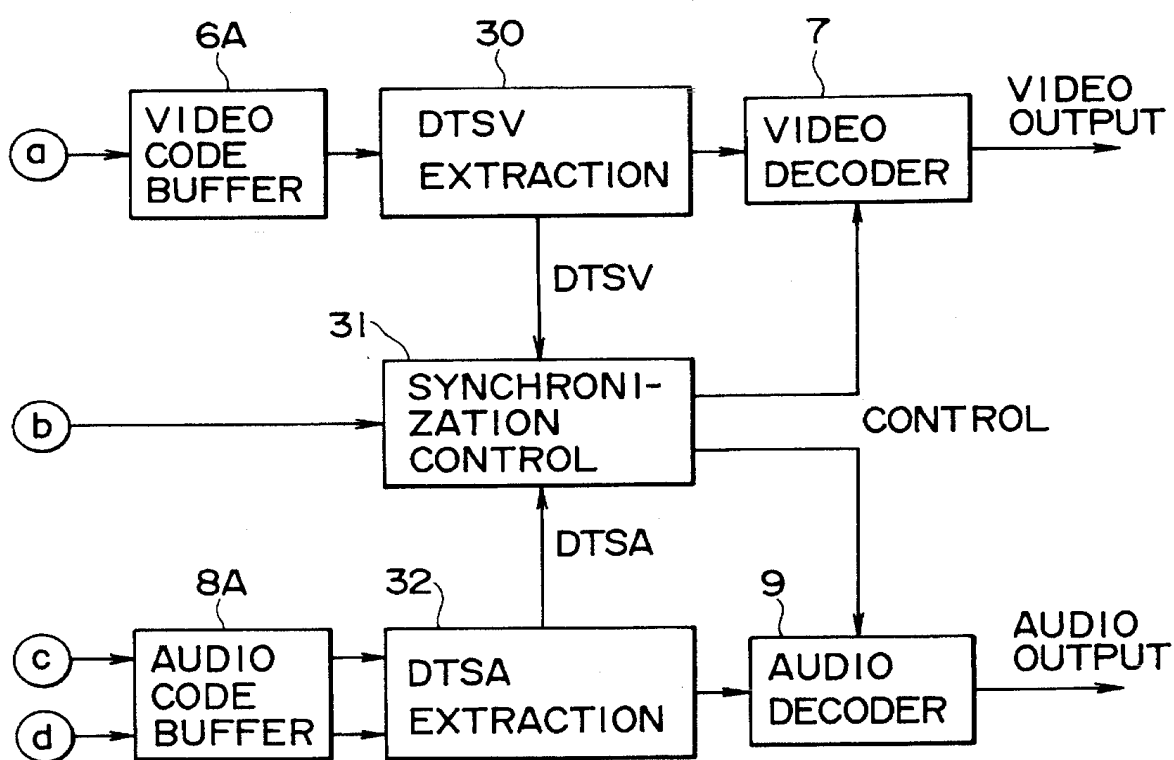 6A
30
7
a
VIDEO
CODE
BUFFER
DTSV
EXTRACTION
VIDEO
DECODER
VIDEO
OUTPUT
DTSV
31
b
SYNCHRONI-
ZATION
CONTROL
CONTROL
DTSA
8A
32
9
c
d
AUDIO
CODE
BUFFER
DTSA
EXTRACTION
AUDIO
DECODER
AUDIO
OUTPUT